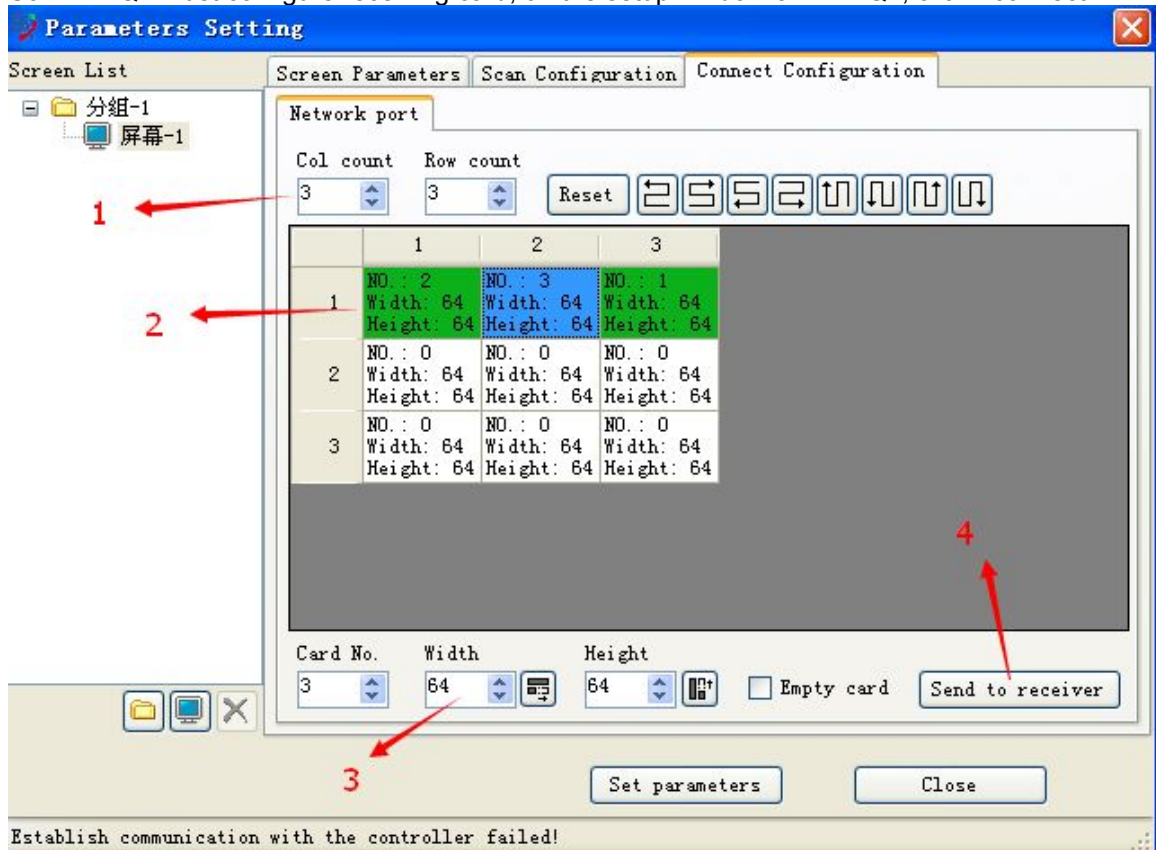 Parameters Setting
Screen List
Screen Parameters Scan Configuration Connect Configuration
分组-1
屏幕-1
Network port
Col count Row count
3 3 Reset
1
1 2 3
NO.: 2 NO.: 3 NO.: 1
1 Width: 64 Width: 64 Width: 64
Height: 64 Height: 64 Height: 64
2
NO.: 0 NO.: 0 NO.: 0
2 Width: 64 Width: 64 Width: 64
Height: 64 Height: 64 Height: 64
NO.: 0 NO.: 0 NO.: 0
3 Width: 64 Width: 64 Width: 64
Height: 64 Height: 64 Height: 64
4
Card No. Width Height
3 64 64 Empty card Send to receiver
3
Set parameters Close
Establish communication with the controller failed!